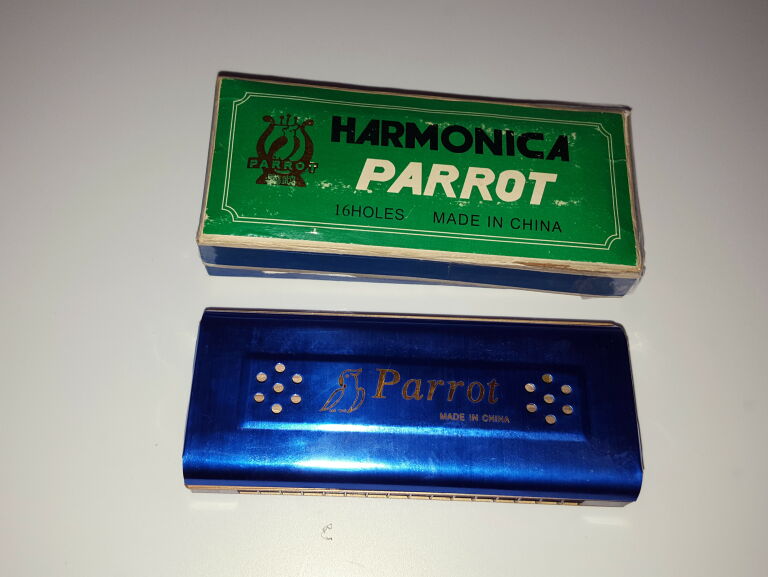 HARMONICA
PARROT
PARROT
16HOLES MADE IN CHINA
Parrot
MADE IN CHINA